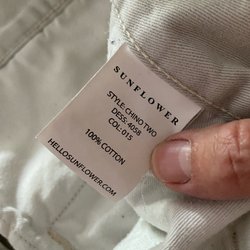 SUNFLOWER
STYLE: CHINO TWO
DESS: 4058
COL: 015
100% COTTON
HELLOSUNFLOWER.COM